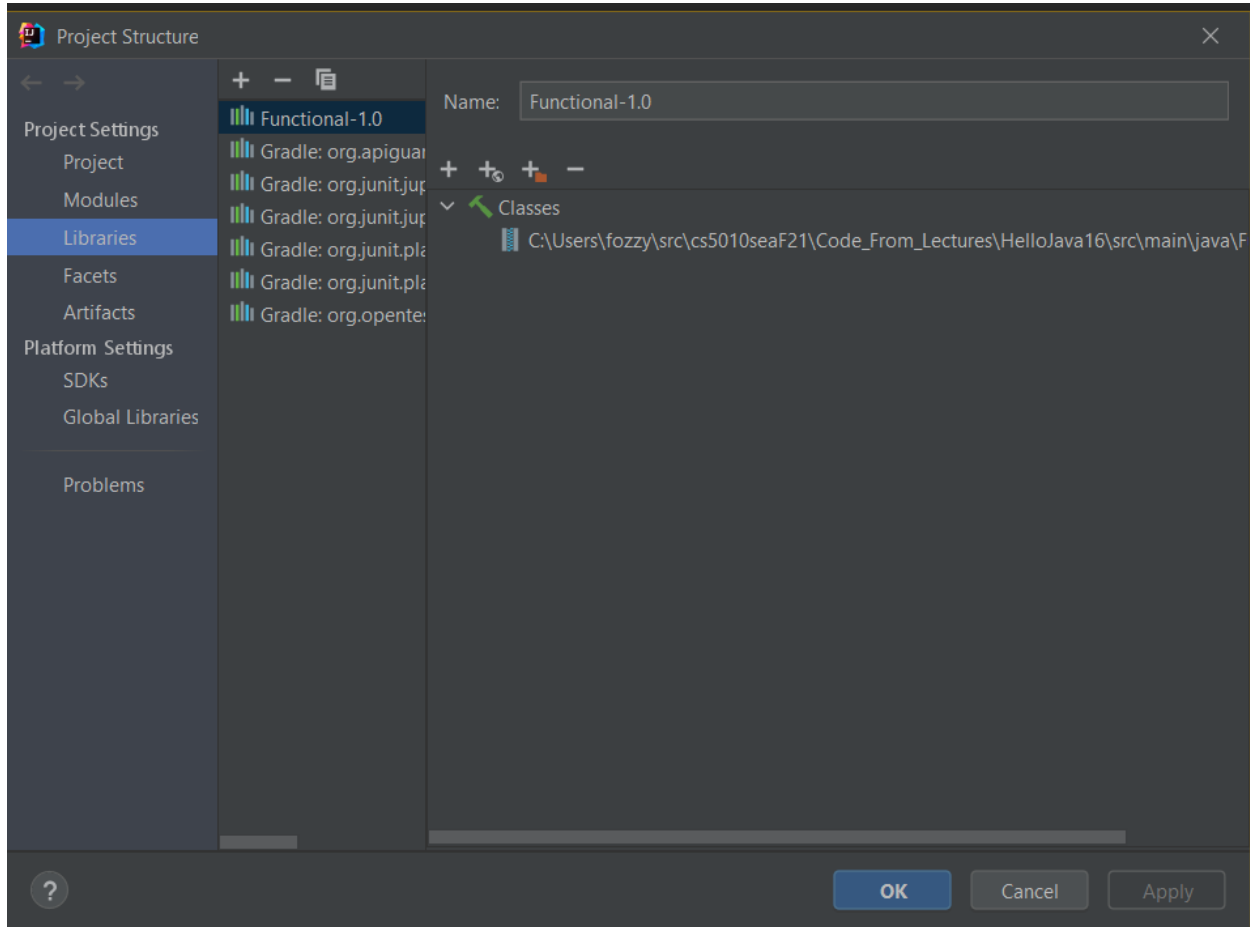 Project Structure
Project Settings
Project
Modules
Libraries
Facets
Artifacts
Platform Settings
SDKs
Global Libraries
Problems
Functional-1.0
Gradle: org.apiguar
Gradle: org.junit.jup
Gradle: org.junit.jup
Gradle: org.junit.pla
Gradle: org.junit.pla
Gradle: org.opentes
Name: Functional-1.0
Classes
C:\Users\fozzy\src\cs5010seaF21\Code_From_Lectures\HelloJava16\src\main\java\F
?
OK Cancel Apply